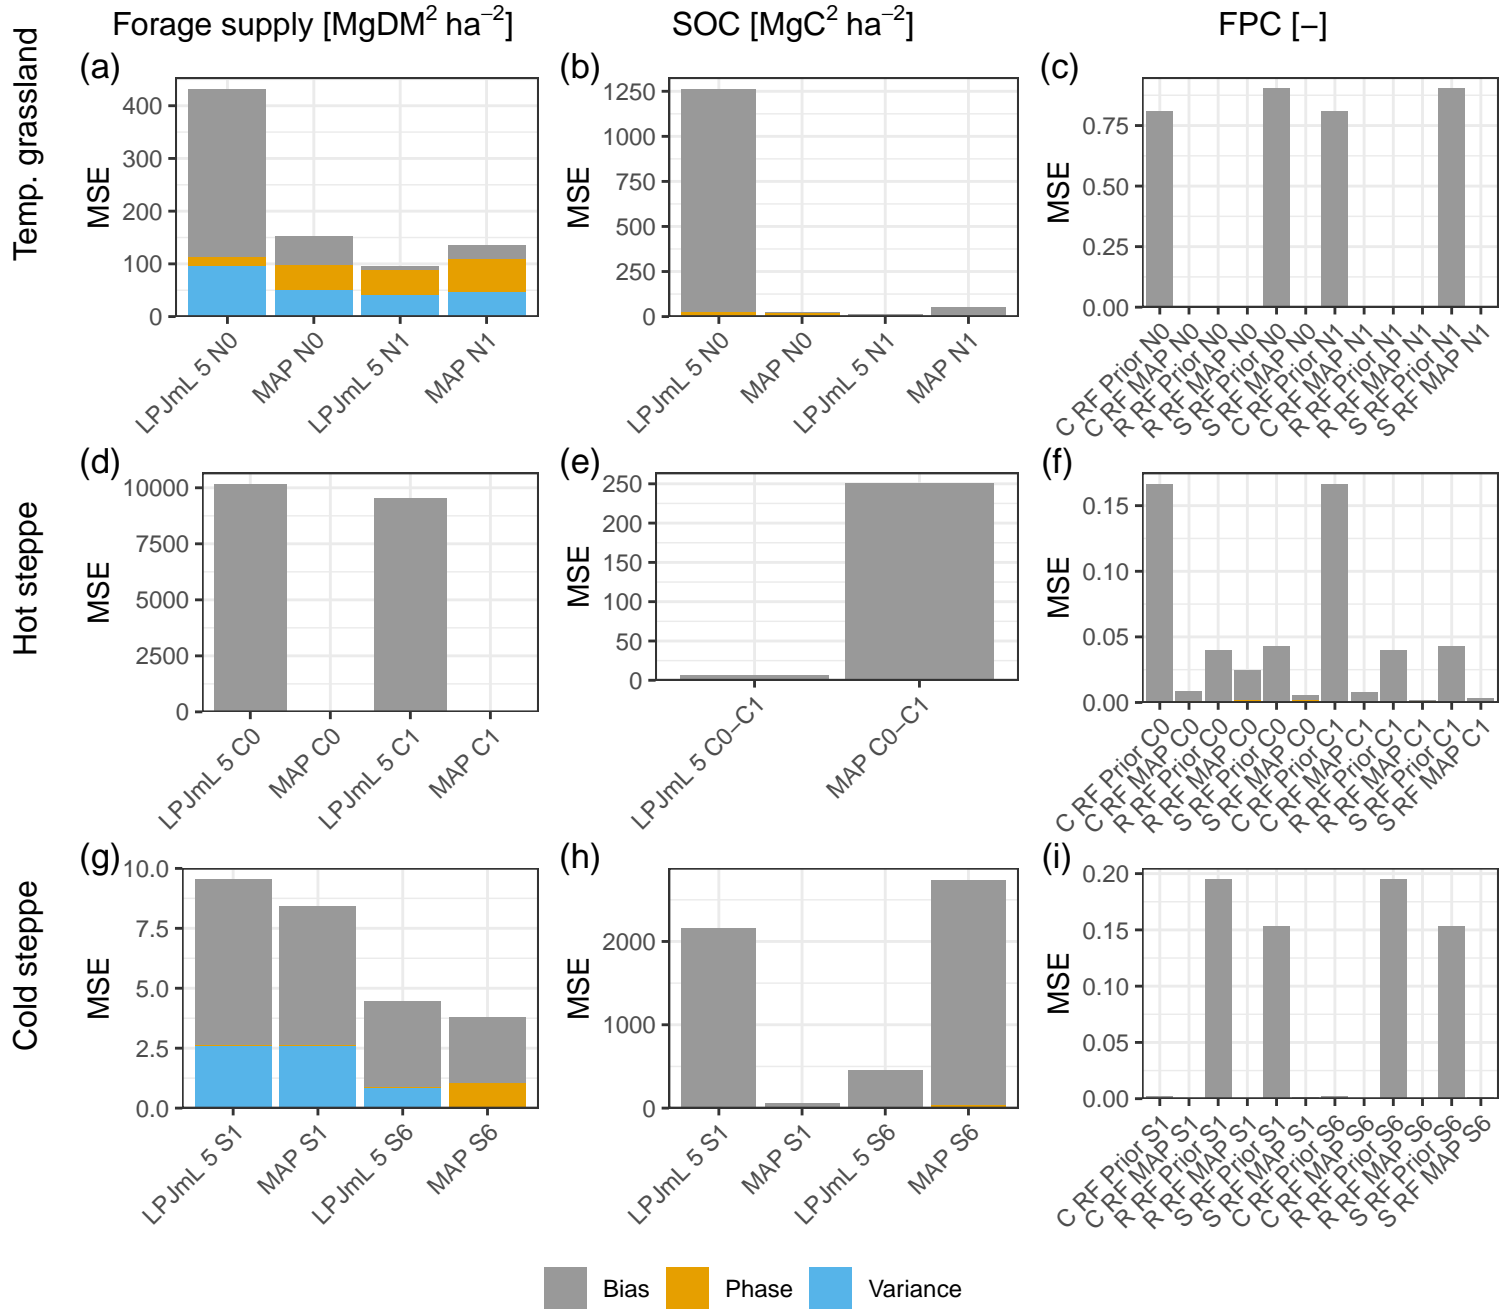 Forage supply [MgDM² ha⁻²]
SOC [MgC² ha⁻²]
FPC [−]
Temp. grassland
(a)
MSE
400
300
200
100
0
LPJmL 5 N0
MAP N0
LPJmL 5 N1
MAP N1
(b)
MSE
1250
1000
750
500
250
0
LPJmL 5 N0
MAP N0
LPJmL 5 N1
MAP N1
(c)
MSE
0.75
0.50
0.25
0.00
C RF Prior N0
C RF MAP N0
R RF Prior N0
R RF MAP N0
S RF Prior N0
S RF MAP N0
C RF Prior N1
C RF MAP N1
R RF Prior N1
R RF MAP N1
S RF Prior N1
S RF MAP N1
Hot steppe
(d)
MSE
10000
7500
5000
2500
0
LPJmL 5 C0
MAP C0
LPJmL 5 C1
MAP C1
(e)
MSE
250
200
150
100
50
0
LPJmL 5 C0−C1
MAP C0−C1
(f)
MSE
0.15
0.10
0.05
0.00
C RF Prior C0
C RF MAP C0
R RF Prior C0
R RF MAP C0
S RF Prior C0
S RF MAP C0
C RF Prior C1
C RF MAP C1
R RF Prior C1
R RF MAP C1
S RF Prior C1
S RF MAP C1
Cold steppe
(g)
MSE
10.0
7.5
5.0
2.5
0.0
LPJmL 5 S1
MAP S1
LPJmL 5 S6
MAP S6
(h)
MSE
2000
1000
0
LPJmL 5 S1
MAP S1
LPJmL 5 S6
MAP S6
(i)
MSE
0.20
0.15
0.10
0.05
0.00
C RF Prior S1
C RF MAP S1
R RF Prior S1
R RF MAP S1
S RF Prior S1
S RF MAP S1
C RF Prior S6
C RF MAP S6
R RF Prior S6
R RF MAP S6
S RF Prior S6
S RF MAP S6
Bias
Phase
Variance